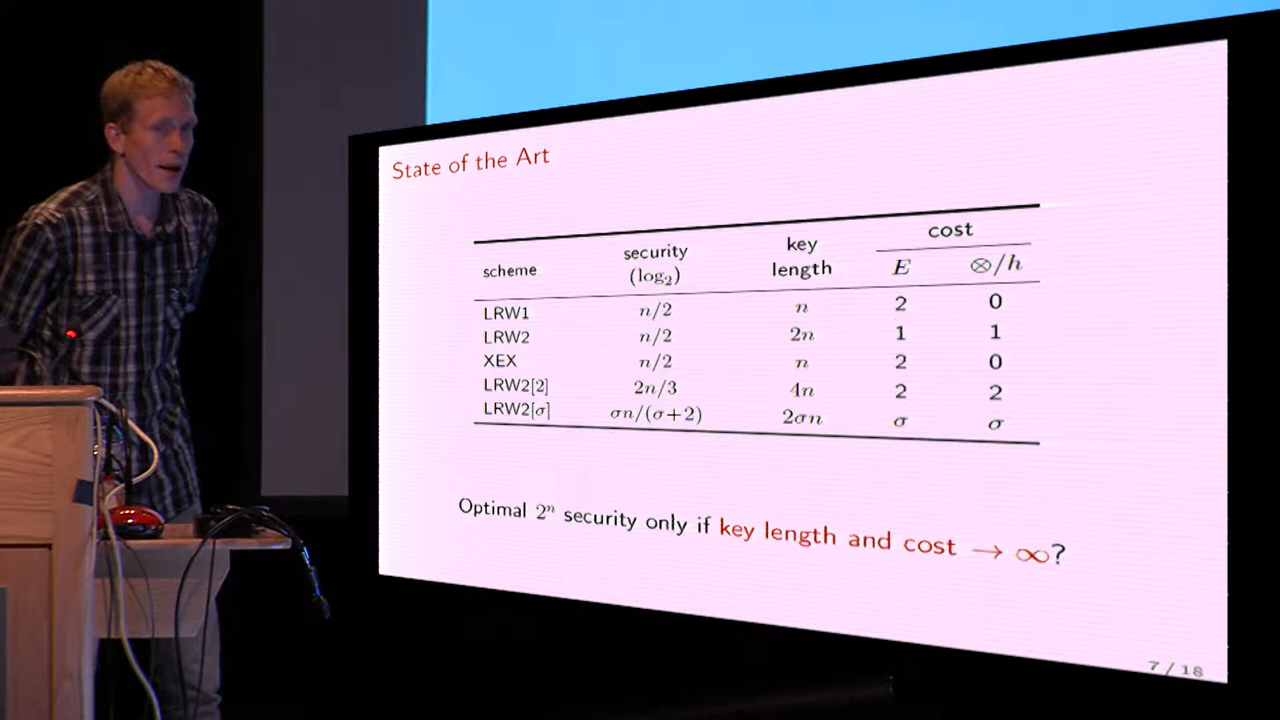 State of the Art
cost
scheme security (log₂) key length E ⊗/h
LRW1 n/2 n 2 0
LRW2 n/2 2n 1 1
XEX n/2 n 2 0
LRW2[2] 2n/3 4n 2 2
LRW2[σ] σn/(σ+2) 2σn σ σ
Optimal 2ⁿ security only if key length and cost → ∞?
7 / 18